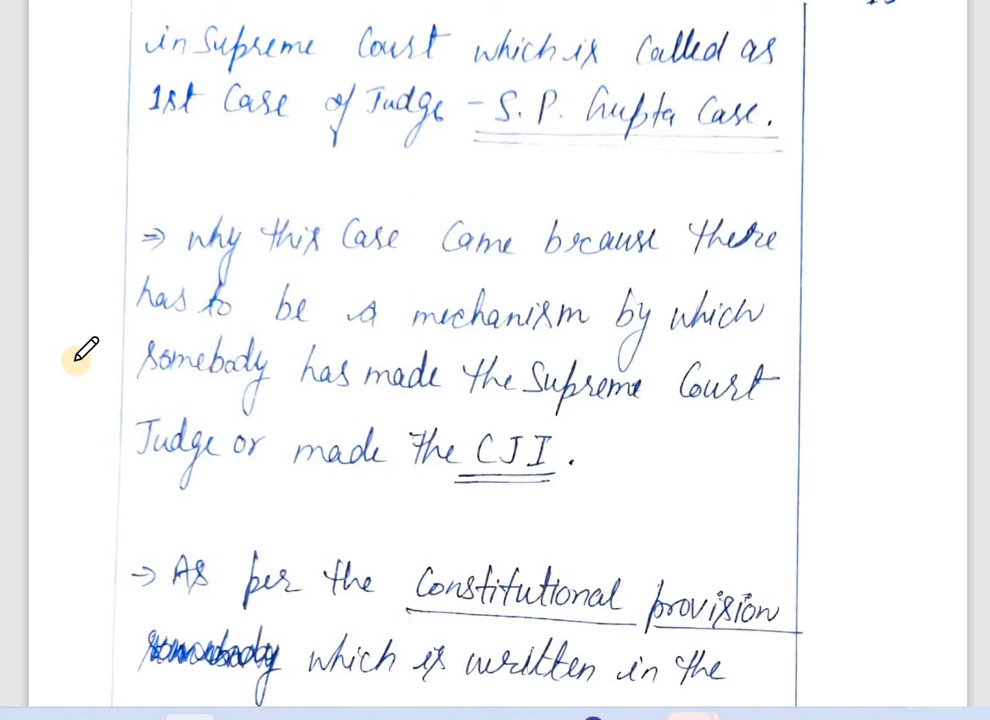 in Supreme Court which is Called as
1st Case of Judge - S. P. Gupta Case.
⇒ why this Case Came because there
has to be a mechanism by which
somebody has made the Supreme Court
Judge or made the CJI.
→ As per the Constitutional provision
which is written in the